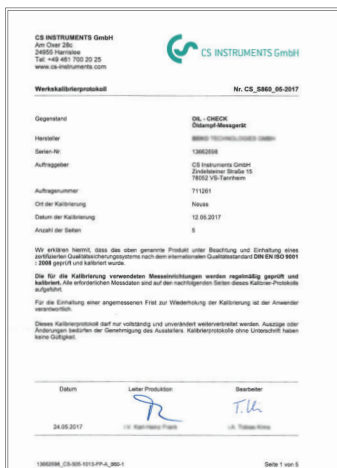 CS INSTRUMENTS GmbH
Am Oxer 28c
24955 Harrislee
Tel: +49 461 700 20 25
www.cs-instruments.com
CS INSTRUMENTS GmbH
Werkskalibrierprotokoll Nr. CS_S860_05-2017
Gegenstand OIL - CHECK
Öldampf-Messgerät
Hersteller
Serien-Nr. 13662698
Auftraggeber CS Instruments GmbH
Zindelsteiner Straße 15
78052 VS-Tannheim
Auftragsnummer 711261
Ort der Kalibrierung Neuss
Datum der Kalibrierung 12.05.2017
Anzahl der Seiten 5
Wir erklären hiermit, dass das oben genannte Produkt unter Beachtung und Einhaltung eines
zertifizierten Qualitätssicherungssystems nach dem internationalen Qualitätsstandard DIN EN ISO 9001
: 2008 geprüft und kalibriert wurde.
Die für die Kalibrierung verwendeten Messeinrichtungen werden regelmäßig geprüft und
kalibriert. Alle erforderlichen Messdaten sind auf den nachfolgenden Seiten dieses Kalibrier-Protokolls
aufgeführt.
Für die Einhaltung einer angemessenen Frist zur Wiederholung der Kalibrierung ist der Anwender
verantwortlich.
Dieses Kalibrierprotokoll darf nur vollständig und unverändert weiterverbreitet werden. Auszüge oder
Änderungen bedürfen der Genehmigung des Ausstellers. Kalibrierprotokolle ohne Unterschrift haben
keine Gültigkeit.
Datum Leiter Produktion Bearbeiter
24.05.2017
Seite 1 von 5